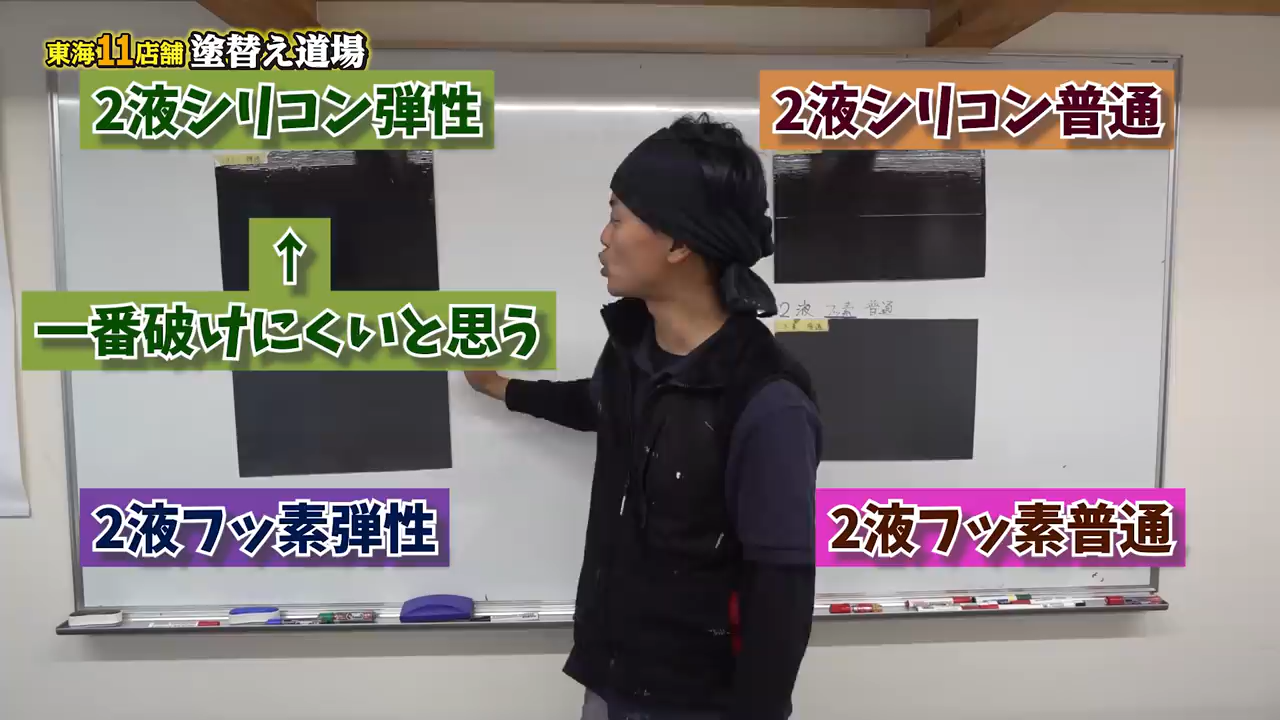 東海11店舗 塗替え道場
2液シリコン弾性
2液シリコン普通
↑
一番破けにくいと思う
2液 フッ素 普通
2液フッ素弾性
2液フッ素普通